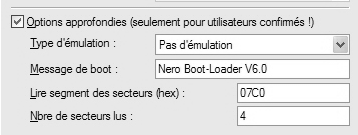 Options approfondies (seulement pour utilisateurs confirmés !)
Type d'émulation : Pas d'émulation
Message de boot : Nero Boot-Loader V6.0
Lire segment des secteurs (hex) : 07C0
Nbre de secteurs lus : 4